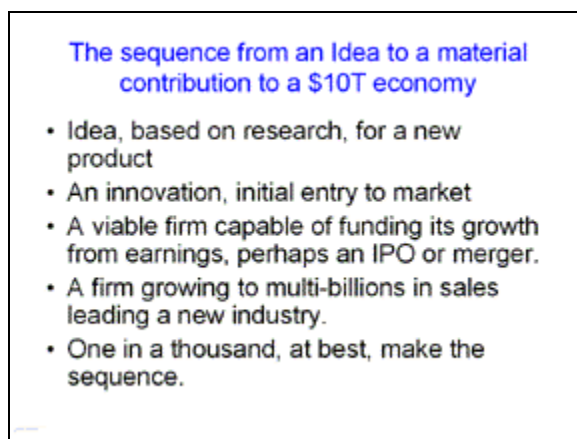 The sequence from an Idea to a material
contribution to a $10T economy
• Idea, based on research, for a new
product
• An innovation, initial entry to market
• A viable firm capable of funding its growth
from earnings, perhaps an IPO or merger.
• A firm growing to multi-billions in sales
leading a new industry.
• One in a thousand, at best, make the
sequence.